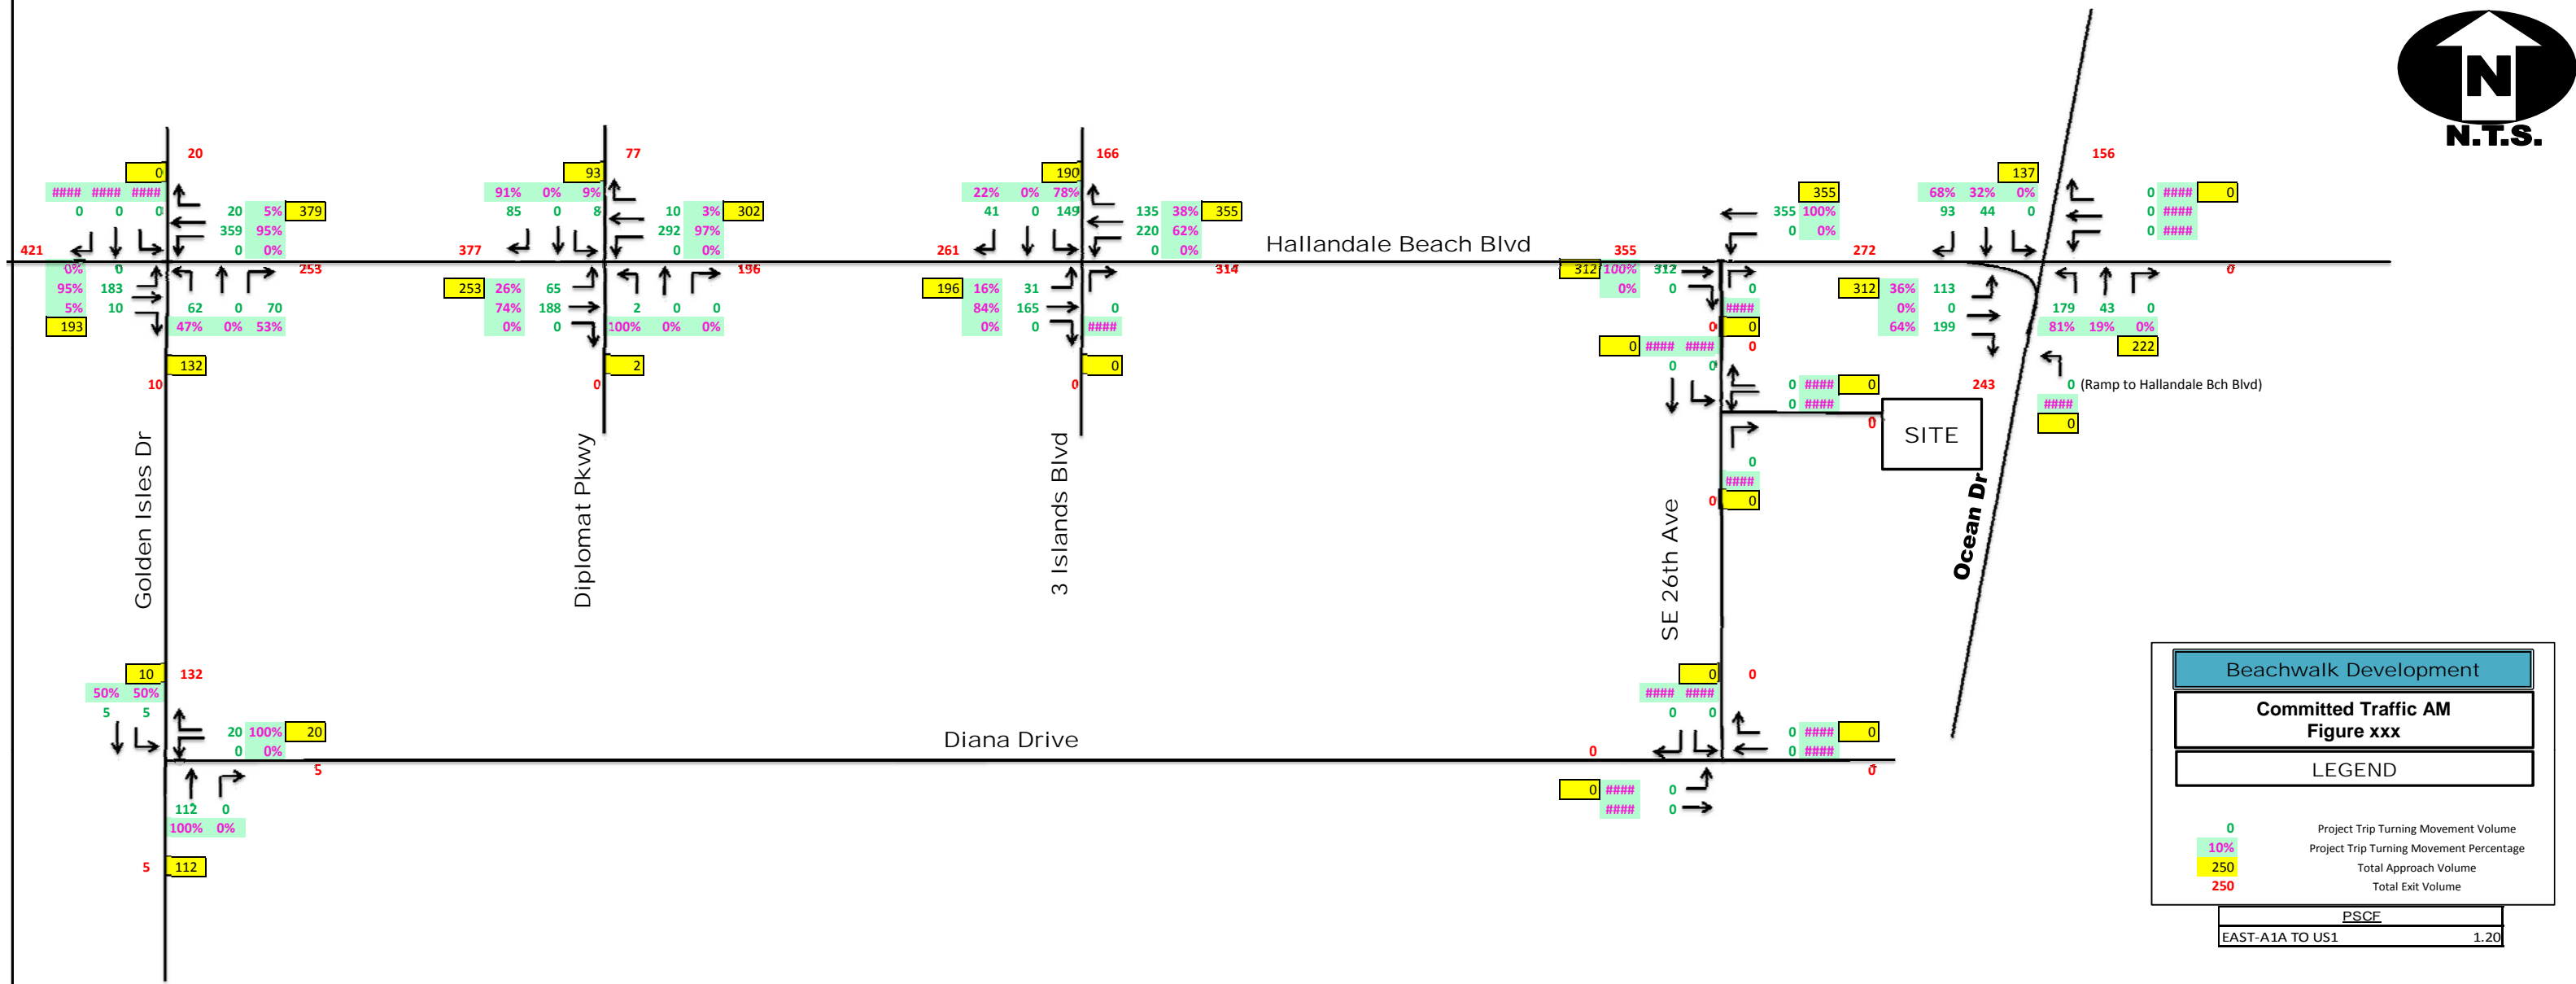 N
N.T.S.
20
0
#### #### ####
0 0 0
20 5% 379
359 95%
0 0%
421
253
0% 0
95% 183
5% 10
193
62 0 70
47% 0% 53%
132
10
77
93
91% 0% 9%
85 0 8
10 3% 302
292 97%
0 0%
377
196
253 26% 65
74% 188
0% 0
2 0 0
100% 0% 0%
2
0
166
190
22% 0% 78%
41 0 149
135 38% 355
220 62%
0 0%
261
314
196 16% 31
84% 165
0% 0
0
####
0
0
Hallandale Beach Blvd
355
355 100%
0 0%
355
272
312 100% 312
0% 0
0
####
0 0
0 #### ####
0
0 0
0 #### 0
0 ####
0
SITE
0
####
0 0
156
137
68% 32% 0%
93 44 0
0 #### 0
0 ####
0 ####
0
312 36% 113
0% 0
64% 199
179 43 0
81% 19% 0%
222
243
0 (Ramp to Hallandale Bch Blvd)
####
0
Golden Isles Dr
Diplomat Pkwy
3 Islands Blvd
SE 26th Ave
Ocean Dr
10 132
50% 50%
5 5
20 100% 20
0 0%
5
112 0
100% 0%
5 112
Diana Drive
0 0
#### ####
0 0
0 #### 0
0 ####
0
0
0 #### 0
#### 0
Beachwalk Development
Committed Traffic AM
Figure xxx
LEGEND
0 Project Trip Turning Movement Volume
10% Project Trip Turning Movement Percentage
250 Total Approach Volume
250 Total Exit Volume
PSCF
EAST-A1A TO US1 1.20